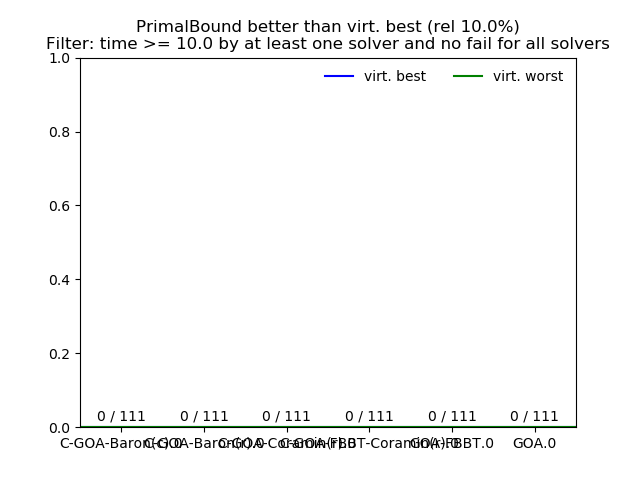 PrimalBound better than virt. best (rel 10.0%)
Filter: time >= 10.0 by at least one solver and no fail for all solvers
virt. best virt. worst
1.0
0.8
0.6
0.4
0.2
0.0
0 / 111 0 / 111 0 / 111 0 / 111 0 / 111 0 / 111
GOA.0